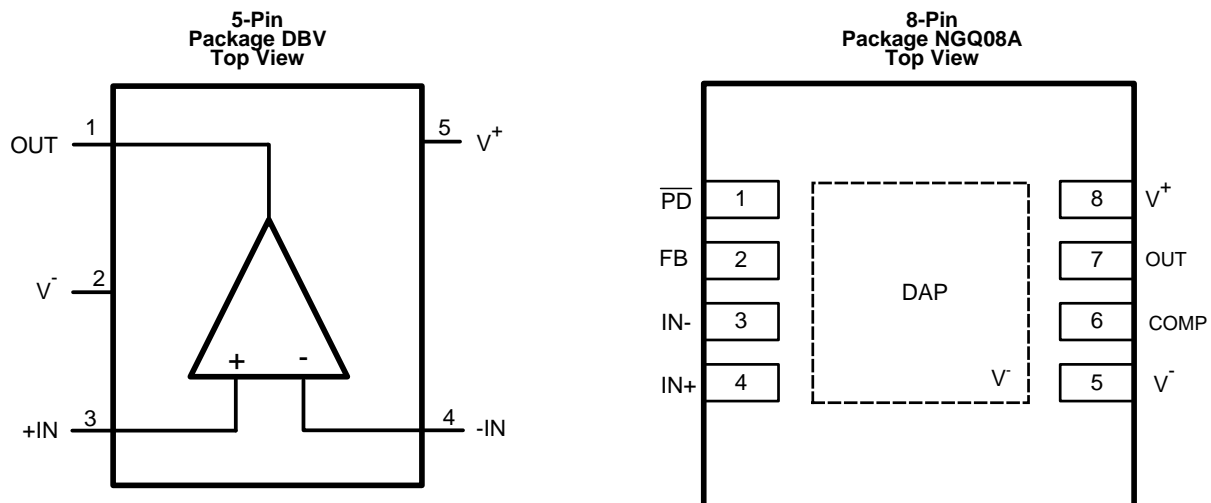 5-Pin
Package DBV
Top View
OUT 1
5 V+
V- 2
+ -
+IN 3
4 -IN
8-Pin
Package NGQ08A
Top View
PD 1
8 V+
FB 2
7 OUT
DAP
IN- 3
6 COMP
IN+ 4
V-
5 V-